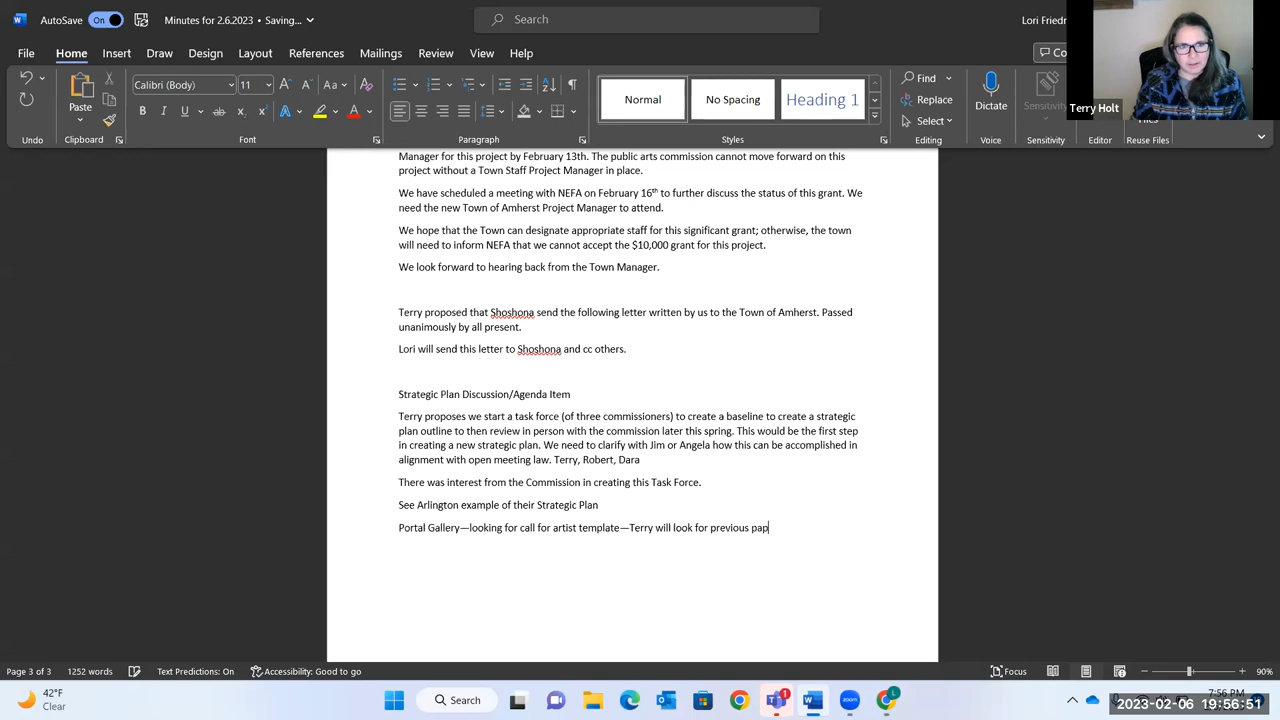 AutoSave On Minutes for 2.6.2023 • Saving... Search Lori Friedr
File Home Insert Draw Design Layout References Mailings Review View Help Co
Calibri (Body) 11 Aa Normal No Spacing Heading 1 Find Replace Select Paste Dictate Sensitivity Terry Holt
Undo Clipboard Font Paragraph Styles Editing Voice Sensitivity Editor Reuse Files
Manager for this project by February 13th. The public arts commission cannot move forward on this
project without a Town Staff Project Manager in place.
We have scheduled a meeting with NEFA on February 16th to further discuss the status of this grant. We
need the new Town of Amherst Project Manager to attend.
We hope that the Town can designate appropriate staff for this significant grant; otherwise, the town
will need to inform NEFA that we cannot accept the $10,000 grant for this project.
We look forward to hearing back from the Town Manager.
Terry proposed that Shoshona send the following letter written by us to the Town of Amherst. Passed
unanimously by all present.
Lori will send this letter to Shoshona and cc others.
Strategic Plan Discussion/Agenda Item
Terry proposes we start a task force (of three commissioners) to create a baseline to create a strategic
plan outline to then review in person with the commission later this spring. This would be the first step
in creating a new strategic plan. We need to clarify with Jim or Angela how this can be accomplished in
alignment with open meeting law. Terry, Robert, Dara
There was interest from the Commission in creating this Task Force.
See Arlington example of their Strategic Plan
Portal Gallery—looking for call for artist template—Terry will look for previous pap
Page 3 of 3 1252 words Text Predictions: On Accessibility: Good to go Focus 90%
42°F
Clear
Search
7:56 PM
2023-02-06 19:56:51